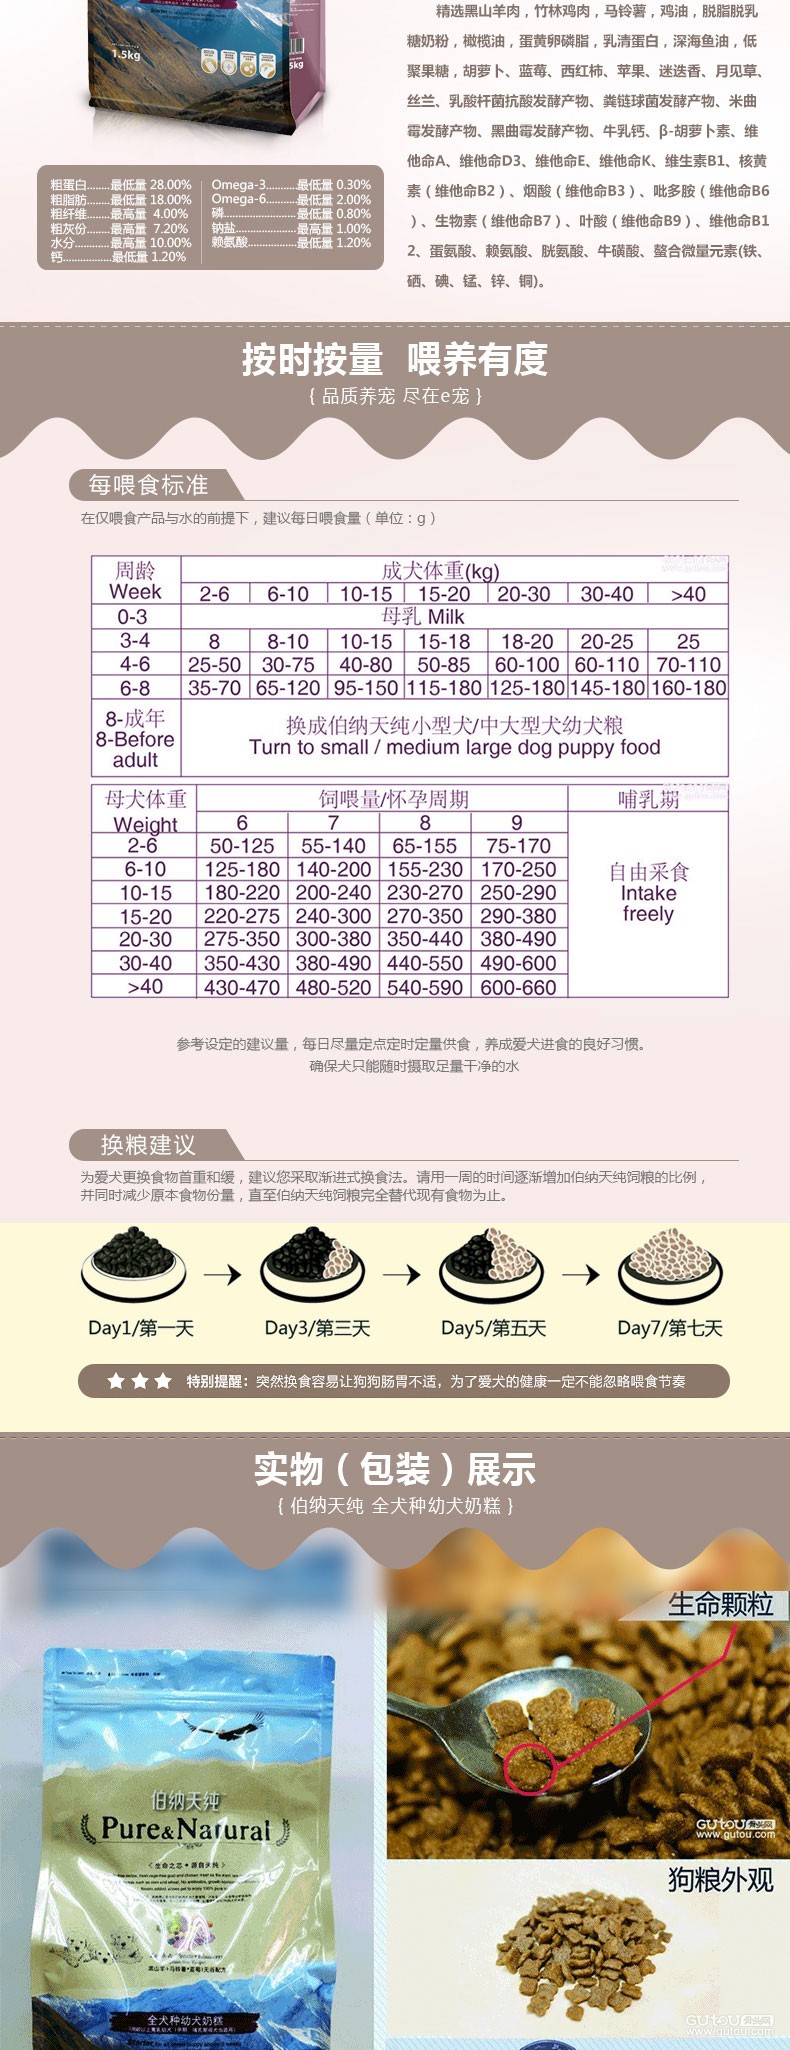 1.5kg
5kg
精选黑山羊肉，竹林鸡肉，马铃薯，鸡油，脱脂脱乳
糖奶粉，橄榄油，蛋黄卵磷脂，乳清蛋白，深海鱼油，低
聚果糖，胡萝卜、蓝莓、西红柿、苹果、迷迭香、月见草、
丝兰、乳酸杆菌抗酸发酵产物、粪链球菌发酵产物、米曲
霉发酵产物、黑曲霉发酵产物、牛乳钙、β-胡萝卜素、维
他命A、维他命D3、维他命E、维他命K、维生素B1、核黄
素（维他命B2）、烟酸（维他命B3）、吡多胺（维他命B6
）、生物素（维他命B7）、叶酸（维他命B9）、维他命B1
2、蛋氨酸、赖氨酸、胱氨酸、牛磺酸、螯合微量元素(铁、
硒、碘、锰、锌、铜)。
粗蛋白........最低量 28.00%
粗脂肪........最低量 18.00%
粗纤维........最高量 4.00%
粗灰份........最高量 7.20%
水分............最高量 10.00%
钙.................最低量 1.20%
Omega-3..........最低量 0.30%
Omega-6..........最低量 2.00%
磷.......................最低量 0.80%
钠盐...................最高量 1.00%
赖氨酸...............最低量 1.20%
按时按量 喂养有度
{ 品质养宠 尽在e宠 }
每喂食标准
在仅喂食产品与水的前提下，建议每日喂食量（单位：g）
周龄 成犬体重(kg)
Week 2-6 6-10 10-15 15-20 20-30 30-40 >40
0-3 母乳 Milk
3-4 8 8-10 10-15 15-18 18-20 20-25 25
4-6 25-50 30-75 40-80 50-85 60-100 60-110 70-110
6-8 35-70 65-120 95-150 115-180 125-180 145-180 160-180
8-成年
8-Before
adult
换成伯纳天纯小型犬/中大型犬幼犬粮
Turn to small / medium large dog puppy food
母犬体重 饲喂量/怀孕周期 哺乳期
Weight 6 7 8 9
2-6 50-125 55-140 65-155 75-170
6-10 125-180 140-200 155-230 170-250
10-15 180-220 200-240 230-270 250-290
15-20 220-275 240-300 270-350 290-380
20-30 275-350 300-380 350-440 380-490
30-40 350-430 380-490 440-550 490-600
>40 430-470 480-520 540-590 600-660
自由采食
Intake
freely
参考设定的建议量，每日尽量定点定时定量供食，养成爱犬进食的良好习惯。
确保犬只能随时摄取足量干净的水
换粮建议
为爱犬更换食物首重和缓，建议您采取渐进式换食法。请用一周的时间逐渐增加伯纳天纯饲粮的比例，
并同时减少原本食物份量，直至伯纳天纯饲粮完全替代现有食物为止。
Day1/第一天
Day3/第三天
Day5/第五天
Day7/第七天
特别提醒：突然换食容易让狗狗肠胃不适，为了爱犬的健康一定不能忽略喂食节奏
实物（包装）展示
{ 伯纳天纯 全犬种幼犬奶糕 }
生命颗粒
伯纳天纯
Pure&Natural
《生命之芯·源自天纯》
黑山羊+马铃薯+蓝莓|无谷配方
全犬种幼犬奶糕
GUTOU骨头网
www.gutou.com
狗粮外观
GUTOU骨头网
www.gutou.com